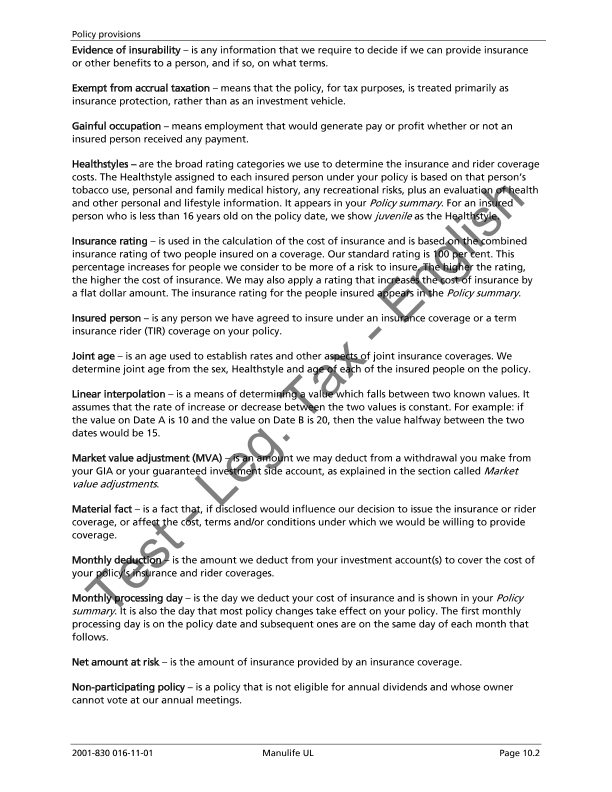 Policy provisions
Evidence of insurability – is any information that we require to decide if we can provide insurance
or other benefits to a person, and if so, on what terms.
Exempt from accrual taxation – means that the policy, for tax purposes, is treated primarily as
insurance protection, rather than as an investment vehicle.
Gainful occupation – means employment that would generate pay or profit whether or not an
insured person received any payment.
Healthstyles – are the broad rating categories we use to determine the insurance and rider coverage
costs. The Healthstyle assigned to each insured person under your policy is based on that person's
tobacco use, personal and family medical history, any recreational risks, plus an evaluation of health
and other personal and lifestyle information. It appears in your Policy summary. For an insured
person who is less than 16 years old on the policy date, we show juvenile as the Healthstyle.
Insurance rating – is used in the calculation of the cost of insurance and is based on the combined
insurance rating of two people insured on a coverage. Our standard rating is 100 per cent. This
percentage increases for people we consider to be more of a risk to insure. The higher the rating,
the higher the cost of insurance. We may also apply a rating that increases the cost of insurance by
a flat dollar amount. The insurance rating for the people insured appears in the Policy summary.
Insured person – is any person we have agreed to insure under an insurance coverage or a term
insurance rider (TIR) coverage on your policy.
Joint age – is an age used to establish rates and other aspects of joint insurance coverages. We
determine joint age from the sex, Healthstyle and age of each of the insured people on the policy.
Linear interpolation – is a means of determining a value which falls between two known values. It
assumes that the rate of increase or decrease between the two values is constant. For example: if
the value on Date A is 10 and the value on Date B is 20, then the value halfway between the two
dates would be 15.
Market value adjustment (MVA) – is an amount we may deduct from a withdrawal you make from
your GIA or your guaranteed investment side account, as explained in the section called Market
value adjustments.
Material fact – is a fact that, if disclosed would influence our decision to issue the insurance or rider
coverage, or affect the cost, terms and/or conditions under which we would be willing to provide
coverage.
Monthly deduction – is the amount we deduct from your investment account(s) to cover the cost of
your policy's insurance and rider coverages.
Monthly processing day – is the day we deduct your cost of insurance and is shown in your Policy
summary. It is also the day that most policy changes take effect on your policy. The first monthly
processing day is on the policy date and subsequent ones are on the same day of each month that
follows.
Net amount at risk – is the amount of insurance provided by an insurance coverage.
Non-participating policy – is a policy that is not eligible for annual dividends and whose owner
cannot vote at our annual meetings.
2001-830 016-11-01 Manulife UL Page 10.2
Test - Leg. Tax - English